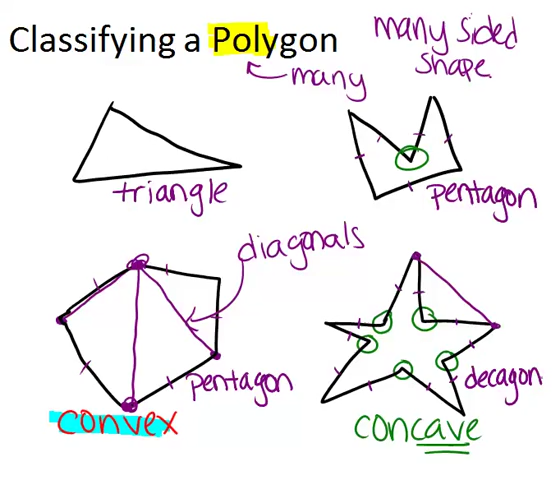 Classifying a Polygon
many sided
shape
many
triangle
pentagon
diagonals
pentagon
decagon
convex
concave